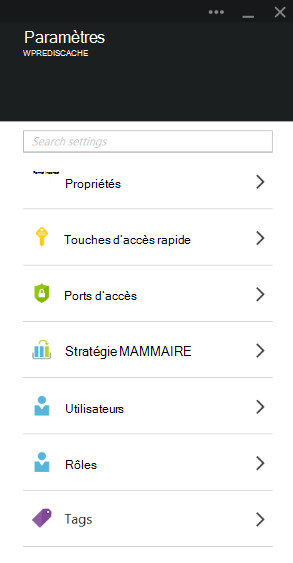 Paramètres
WPREDISCACHE
Search settings
Propriétés
Touches d'accès rapide
Ports d'accès
Stratégie MAMMAIRE
Utilisateurs
Rôles
Tags